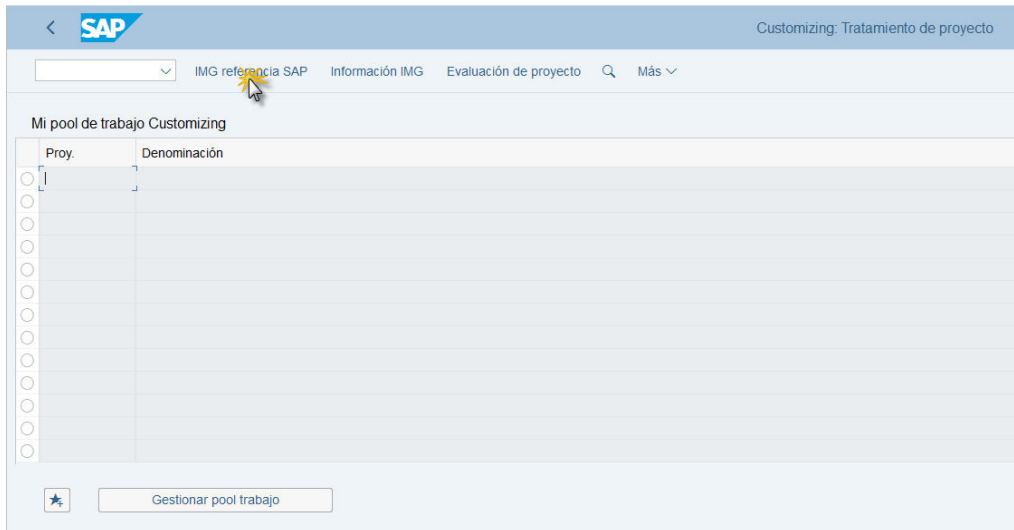 SAP Customizing: Tratamiento de proyecto
IMG referencia SAP Información IMG Evaluación de proyecto Más
Mi pool de trabajo Customizing
Proy. Denominación
Gestionar pool trabajo